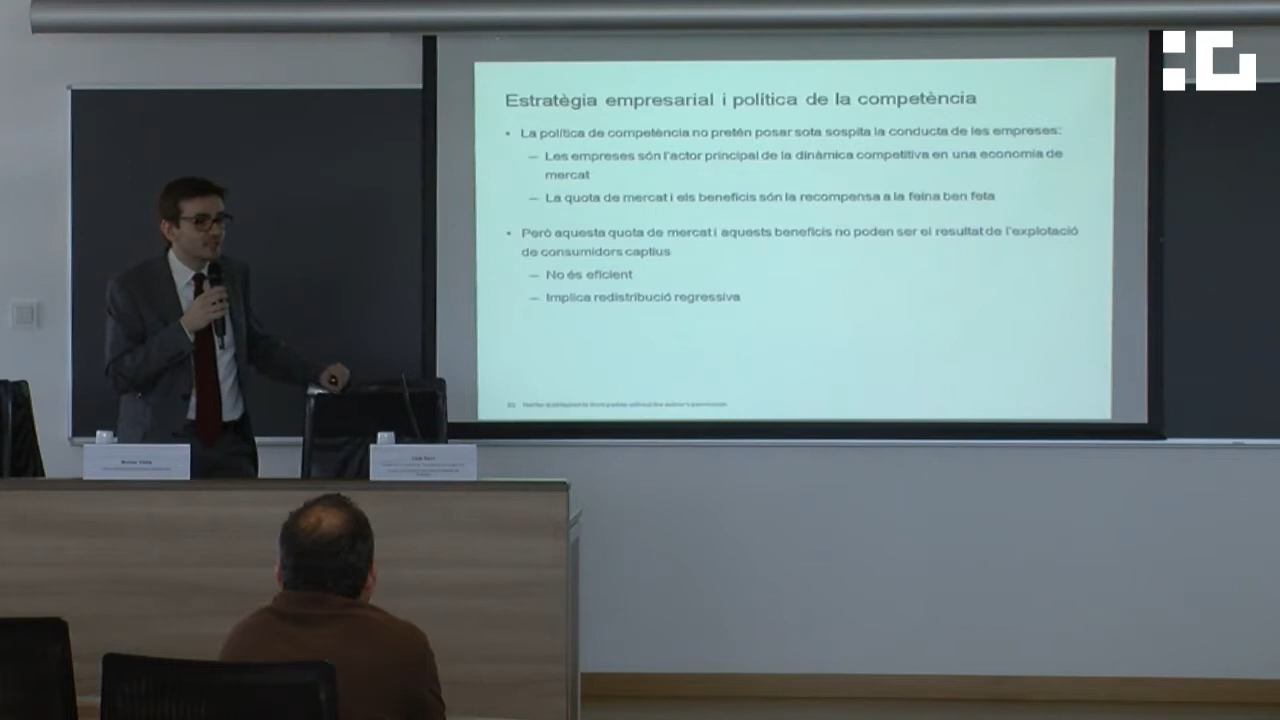 Estratègia empresarial i política de la competència
• La política de competència no pretén posar sota sospita la conducta de les empreses:
– Les empreses són l'actor principal de la dinàmica competitiva en una economia de
mercat
– La quota de mercat i els beneficis són la recompensa a la feina ben feta
• Però aquesta quota de mercat i aquests beneficis no poden ser el resultat de l'explotació
de consumidors captius
– No és eficient
– Implica redistribució regressiva